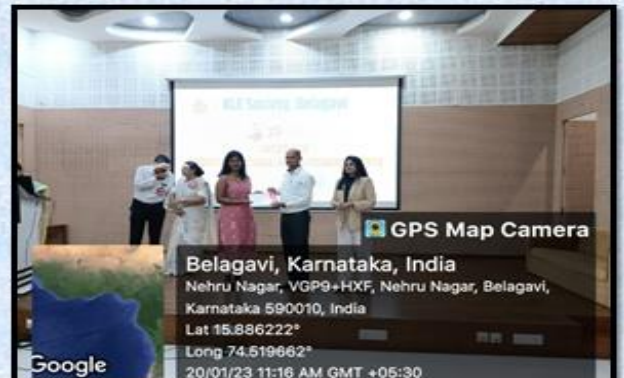 KLE Society, Belagavi
GPS Map Camera
Belagavi, Karnataka, India
Nehru Nagar, VGP9+HXF, Nehru Nagar, Belagavi,
Karnataka 590010, India
Lat 15.886222°
Long 74.519662°
20/01/23 11:16 AM GMT +05:30
Google